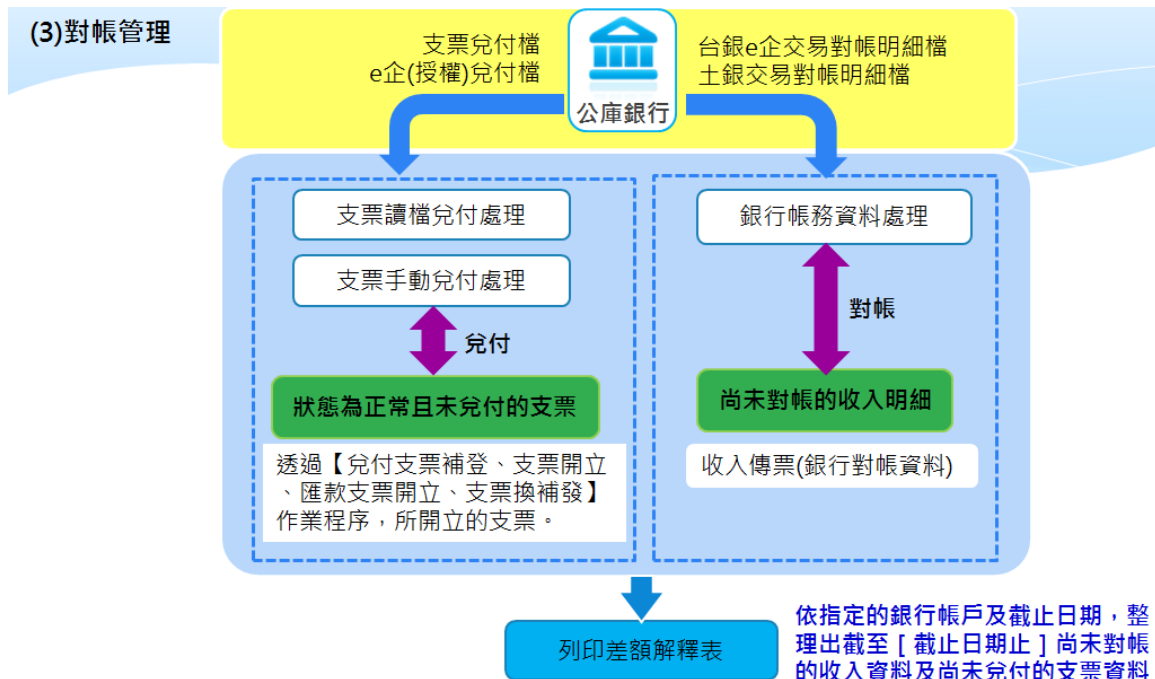 (3)對帳管理
支票兌付檔
e企(授權)兌付檔
公庫銀行
台銀e企交易對帳明細檔
土銀交易對帳明細檔
支票讀檔兌付處理
支票手動兌付處理
兌付
狀態為正常且未兌付的支票
透過【兌付支票補登、支票開立
、匯款支票開立、支票換補發】
作業程序，所開立的支票。
銀行帳務資料處理
對帳
尚未對帳的收入明細
收入傳票(銀行對帳資料)
列印差額解釋表
依指定的銀行帳戶及截止日期，整
理出截至［截止日期止］尚未對帳
的收入資料及尚未兌付的支票資料